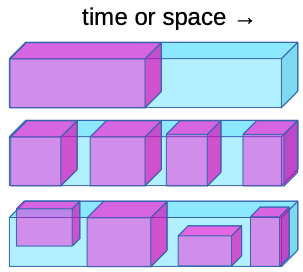 time or space →